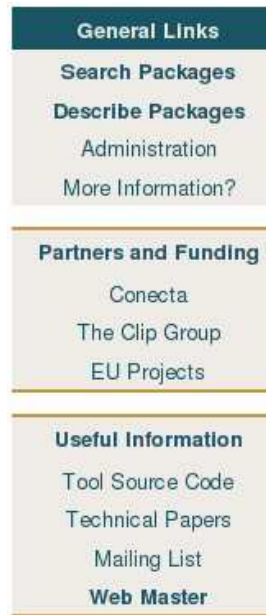 General Links
Search Packages
Describe Packages
Administration
More Information?
Partners and Funding
Conecta
The Clip Group
EU Projects
Useful Information
Tool Source Code
Technical Papers
Mailing List
Web Master